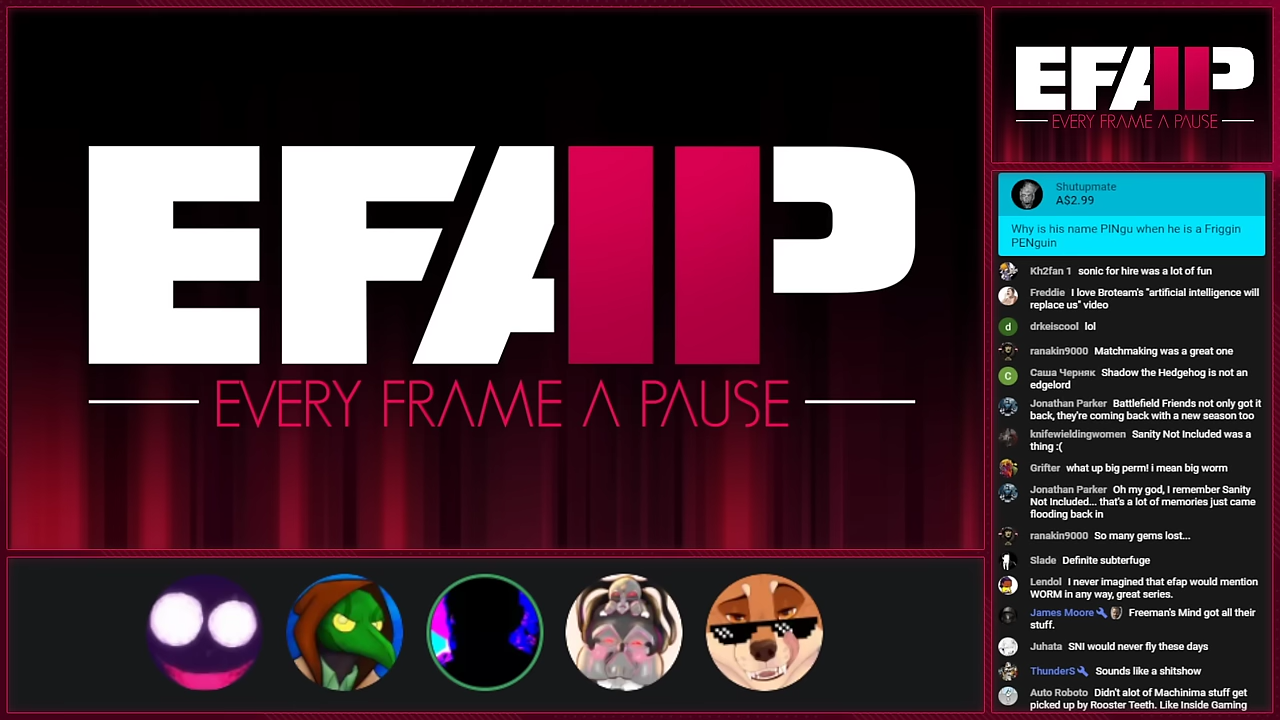 EFAP
EVERY FRAME A PAUSE
EFAP
EVERY FRAME A PAUSE
Shutupmate
A$2.99
Why is his name PINgu when he is a Friggin
PENguin
Kh2fan 1 sonic for hire was a lot of fun
Freddie I love Broteam's "artificial intelligence will
replace us" video
d
drkeiscool lol
ranakin9000 Matchmaking was a great one
C
Саша Черняк Shadow the Hedgehog is not an
edgelord
Jonathan Parker Battlefield Friends not only got it
back, they're coming back with a new season too
knifewieldingwomen Sanity Not Included was a
thing :(
Grifter what up big perm! i mean big worm
Jonathan Parker Oh my god, I remember Sanity
Not Included... that's a lot of memories just came
flooding back in
ranakin9000 So many gems lost...
Slade Definite subterfuge
Lendol I never imagined that efap would mention
WORM in any way, great series.
James Moore Freeman's Mind got all their
stuff.
Juhata SNI would never fly these days
ThunderS Sounds like a shitshow
Auto Roboto Didn't alot of Machinima stuff get
picked up by Rooster Teeth. Like Inside Gaming